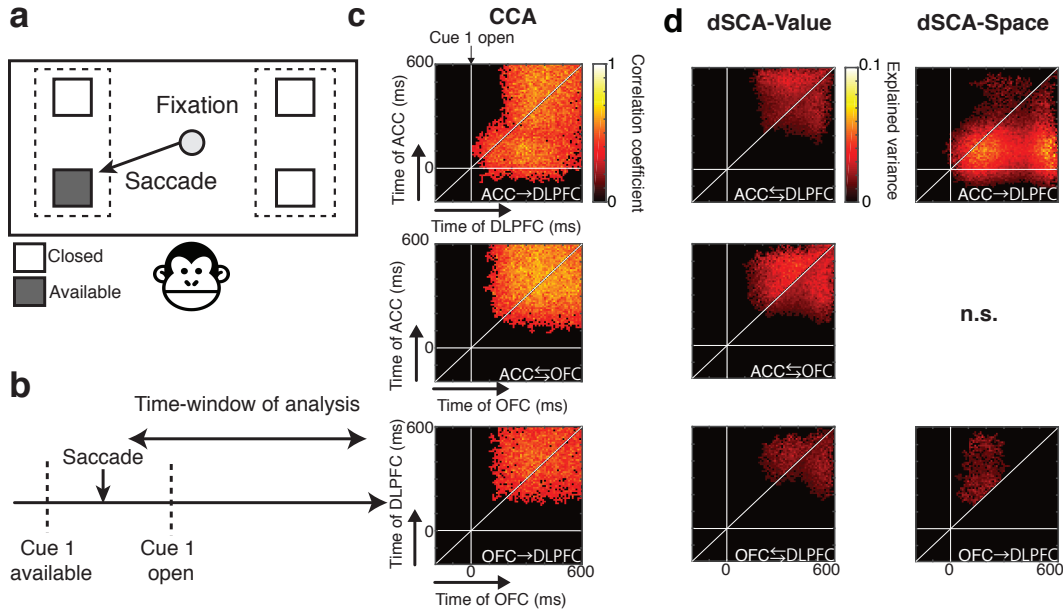 a
Fixation
Saccade
Closed
Available
b
Time-window of analysis
Saccade
Cue 1
available
Cue 1
open
c
CCA
Cue 1 open
600
0
Time of ACC (ms)
ACC→DLPFC
Time of DLPFC (ms)
1
0
Correlation coefficient
600
0
Time of ACC (ms)
ACC⇆OFC
Time of OFC (ms)
600
0
Time of DLPFC (ms)
OFC→DLPFC
0
600
Time of OFC (ms)
d
dSCA-Value
dSCA-Space
ACC⇆DLPFC
0.1
0
Explained variance
ACC→DLPFC
ACC⇆OFC
n.s.
OFC⇆DLPFC
0
600
OFC→DLPFC
0
600